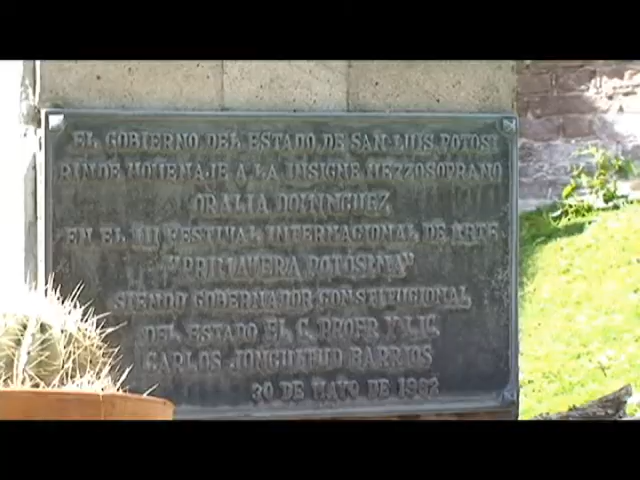 EL GOBIERNO DEL ESTADO DE SAN LUIS POTOSI
RINDE HOMENAJE A LA INSIGNE MEZZOSOPRANO
ORALIA DOMINGUEZ
EN EL III FESTIVAL INTERNACIONAL DE ARTE
"PRIMAVERA POTOSINA"
SIENDO GOBERNADOR CONSTITUCIONAL
DEL ESTADO EL C. PROFR. Y LIC.
CARLOS JONGUITUD BARRIOS
30 DE MAYO DE 1982